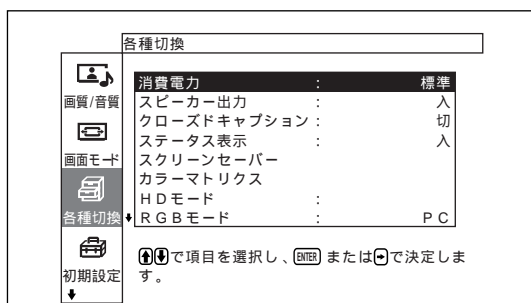 各種切換
画質/音質
画面モード
各種切換
初期設定
消費電力 : 標準
スピーカー出力 : 入
クローズドキャプション : 切
ステータス表示 : 入
スクリーンセーバー
カラーマトリクス
HDモード :
RGBモード : PC
で項目を選択し、ENTER またはで決定しま
す。